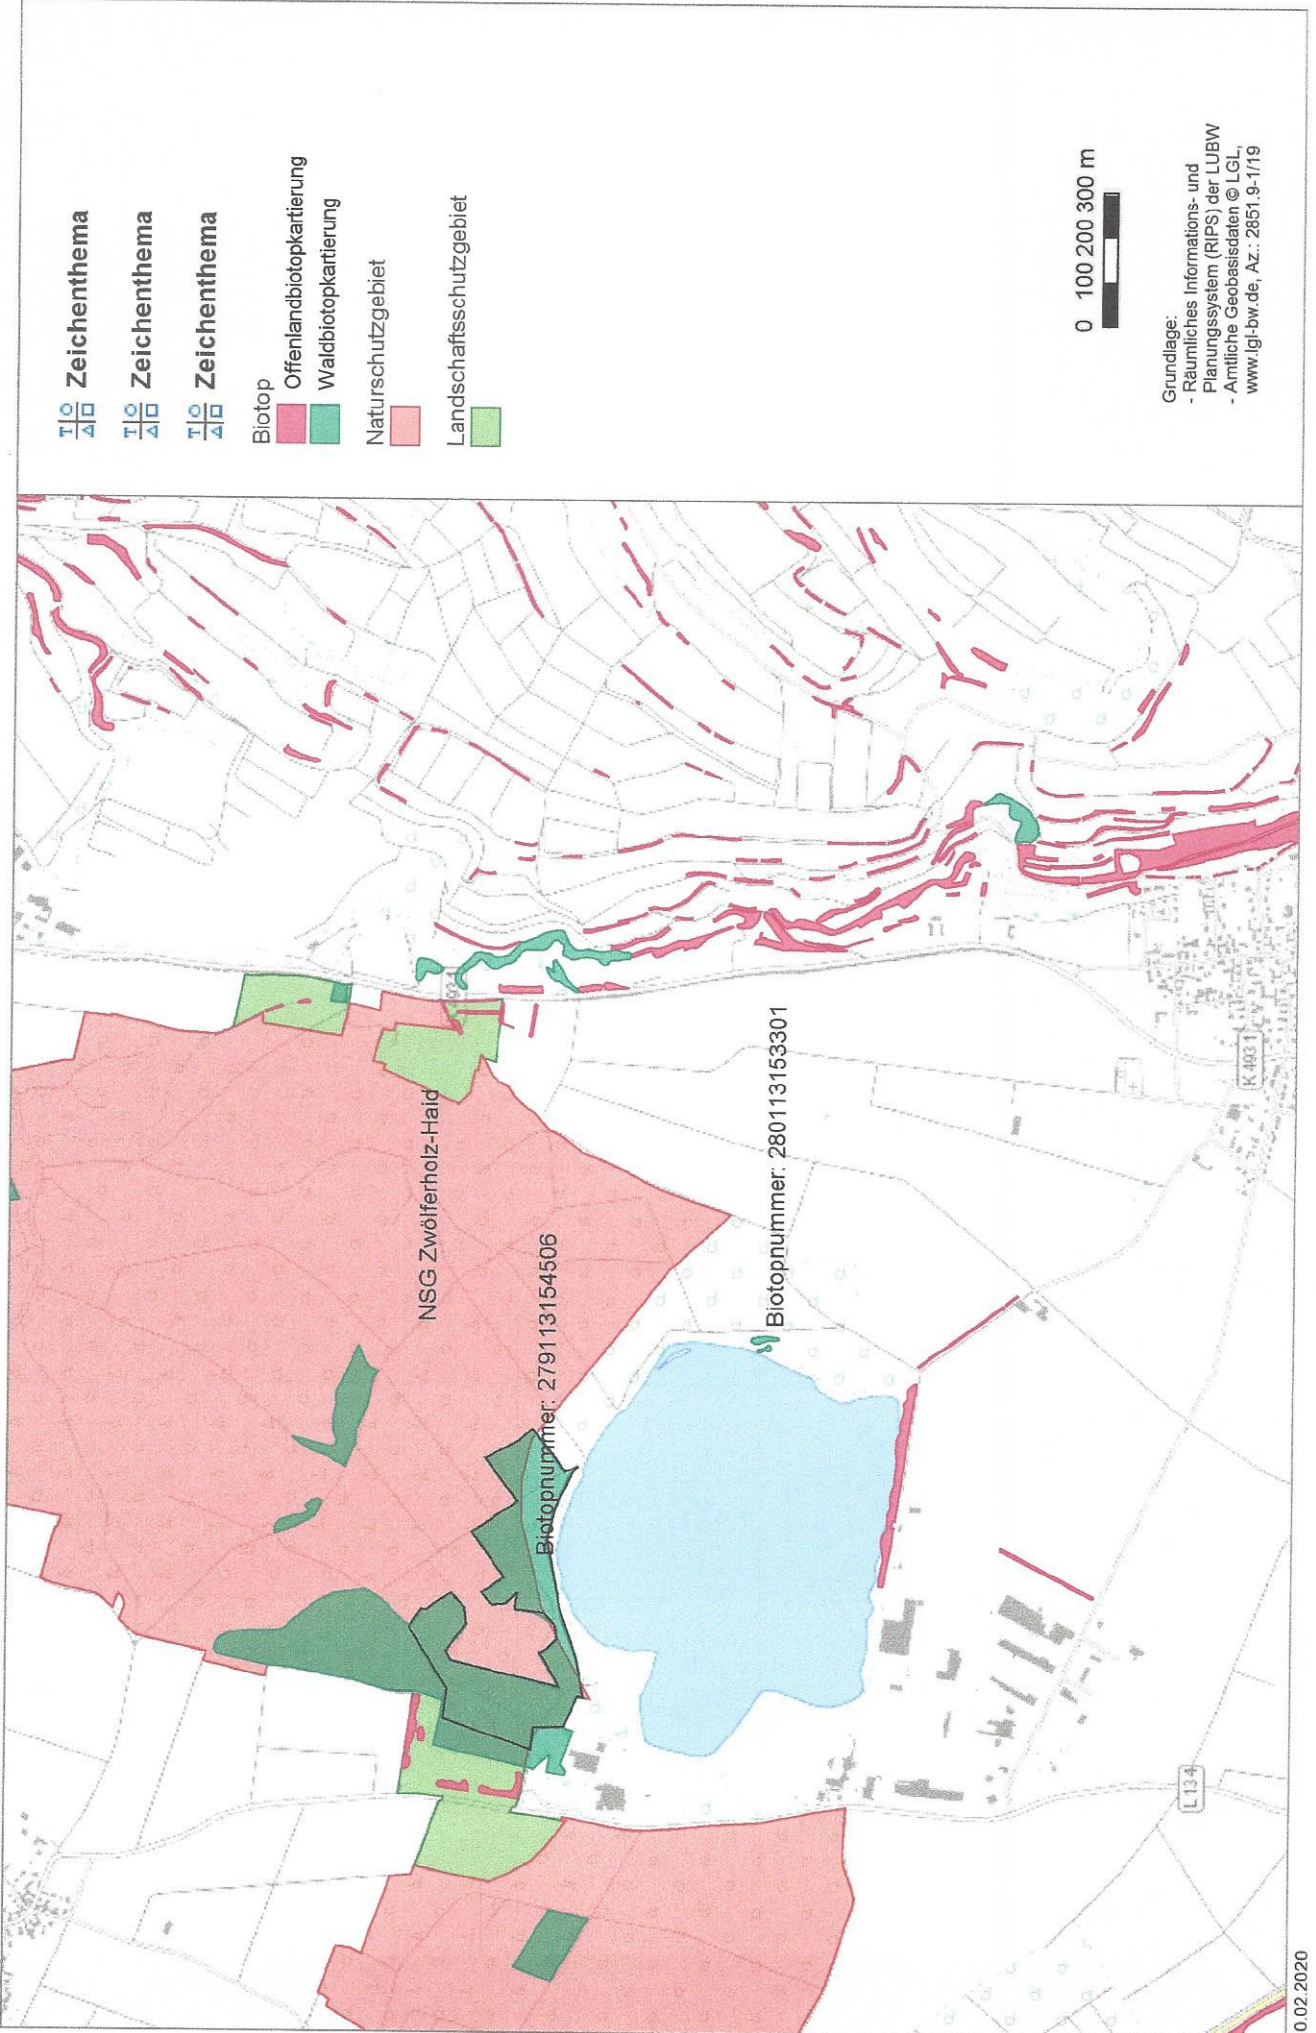 Zeichenthema
Zeichenthema
Zeichenthema
Biotop
Offenlandbiotopkartierung
Waldbiotopkartierung
Naturschutzgebiet
Landschaftsschutzgebiet
0 100 200 300 m
Grundlage:
- Räumliches Informations- und
Planungssystem (RIPS) der LUBW
- Amtliche Geobasisdaten © LGL,
www.lgl-bw.de, Az.: 2851.9-1/19
NSG Zwölferholz-Haid
Biotopnummer: 279113154506
Biotopnummer: 280113153301
K 4931
L 134
0.02.2020